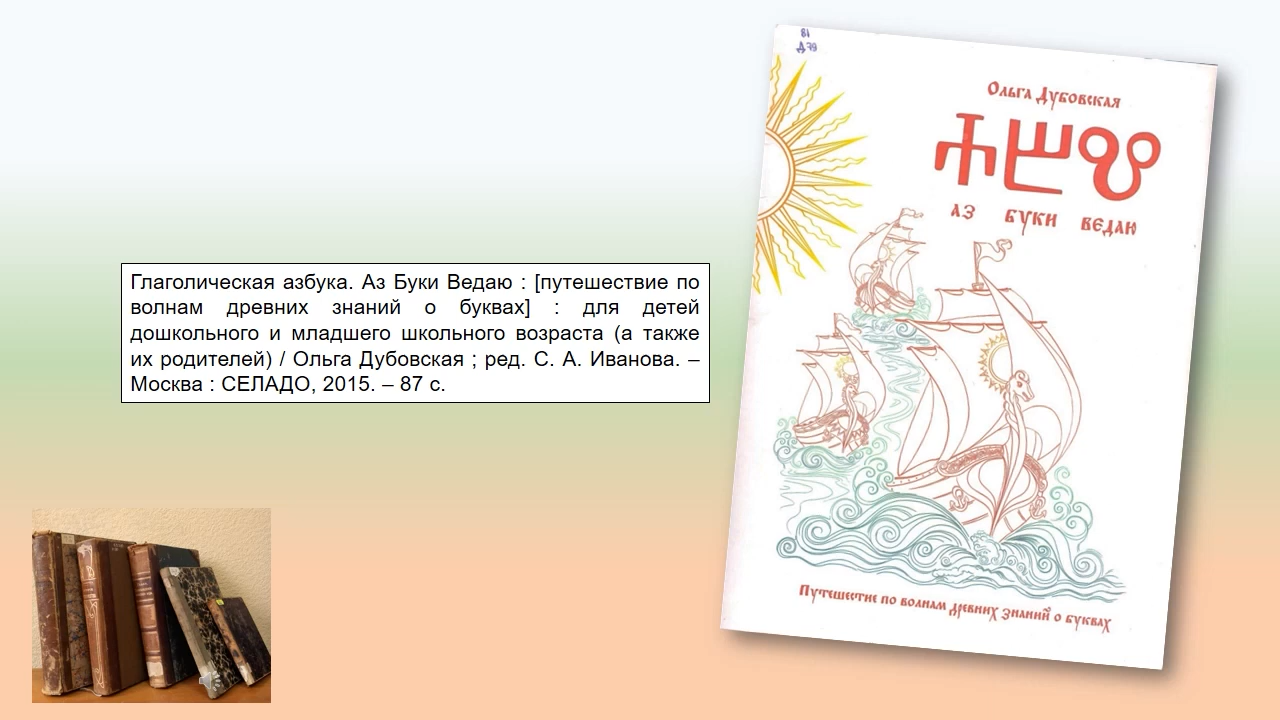 Глаголическая азбука. Аз Буки Ведаю : [путешествие по
волнам древних знаний о буквах] : для детей
дошкольного и младшего школьного возраста (а также
их родителей) / Ольга Дубовская ; ред. С. А. Иванова. –
Москва : СЕЛАДО, 2015. – 87 с.
81
Д79
Ольга Дубовская
Ⰰ Ⰱ Ⰲ
аз буки ведаю
Путешествие по волнам древних знаний о буквах